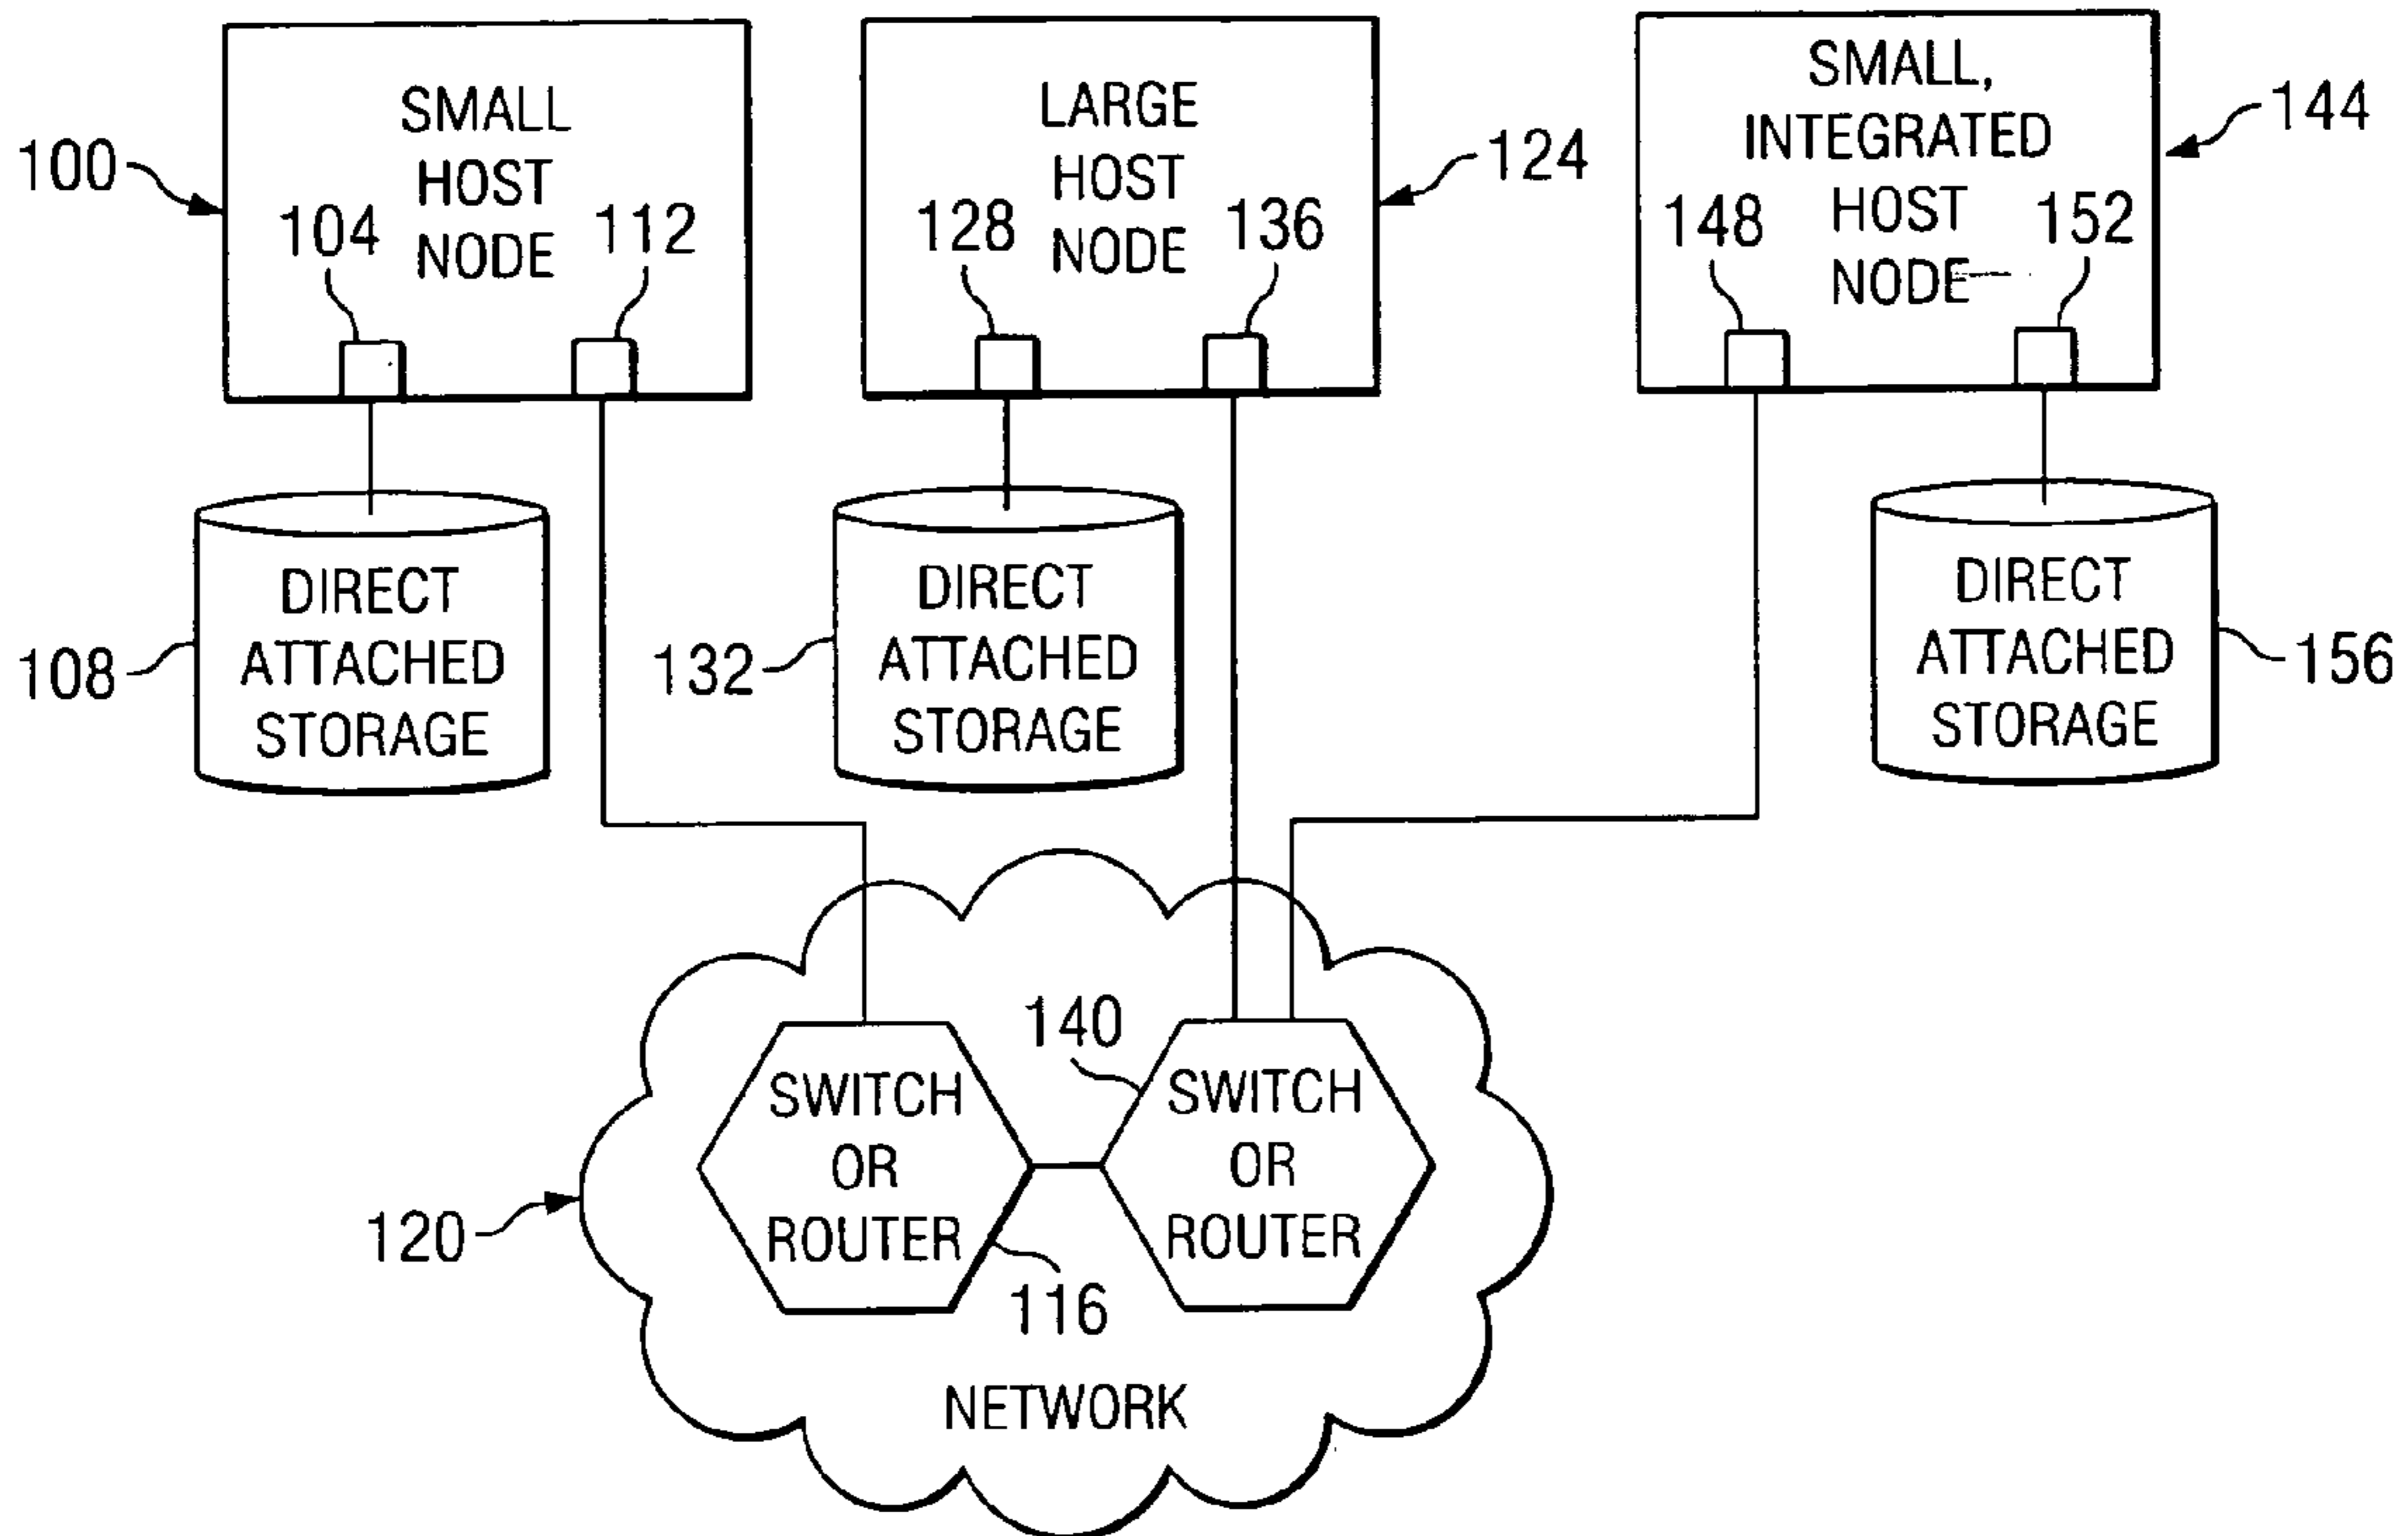 SMALL
HOST
NODE
100
104
112
LARGE
HOST
NODE
124
128
136
SMALL,
INTEGRATED
HOST
NODE
144
148
152
DIRECT
ATTACHED
STORAGE
108
DIRECT
ATTACHED
STORAGE
132
DIRECT
ATTACHED
STORAGE
156
SWITCH
OR
ROUTER
116
140
SWITCH
OR
ROUTER
120
NETWORK